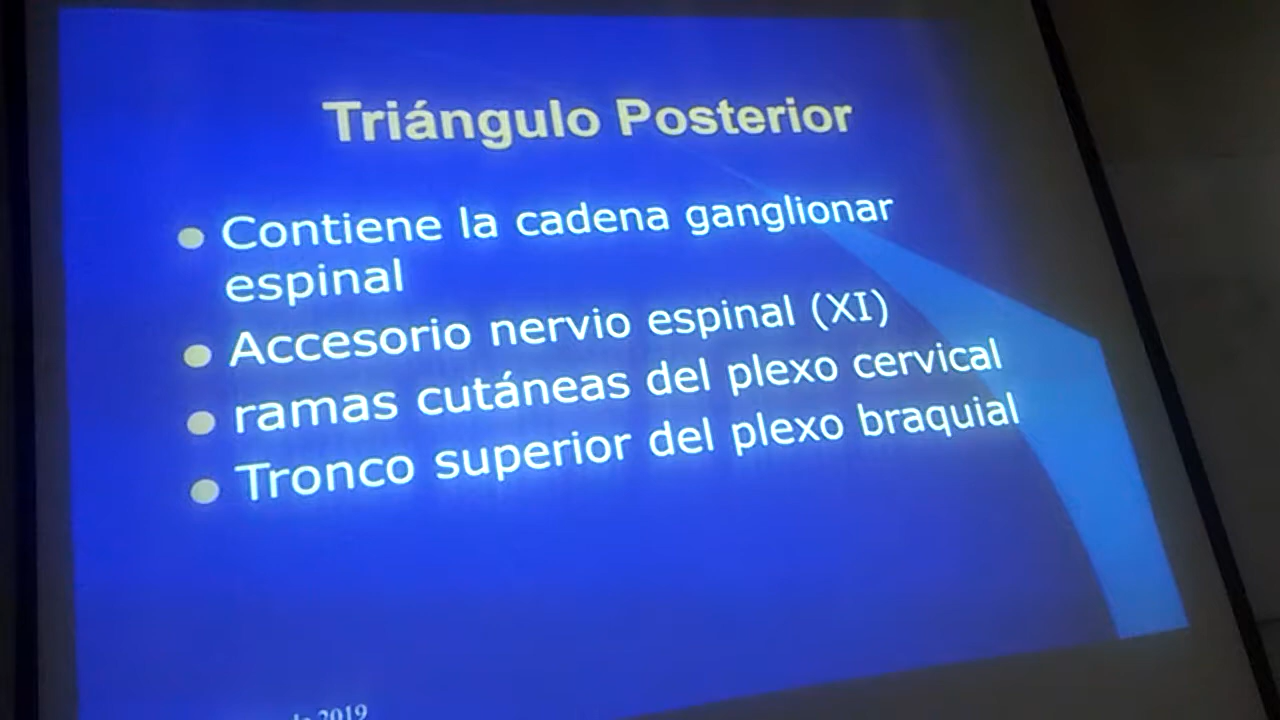 Triángulo Posterior
Contiene la cadena ganglionar
espinal
Accesorio nervio espinal (XI)
ramas cutáneas del plexo cervical
Tronco superior del plexo braquial
2019